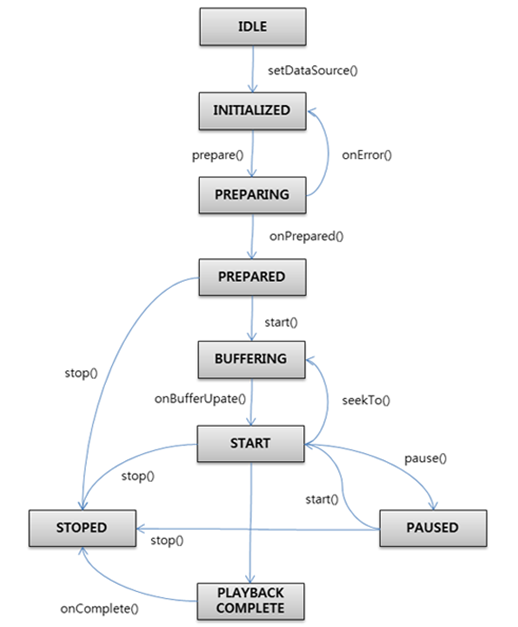 IDLE
setDataSource()
INITIALIZED
prepare()
onError()
PREPARING
onPrepared()
PREPARED
start()
BUFFERING
stop()
onBufferUpate()
seekTo()
START
pause()
stop()
start()
STOPED
PAUSED
stop()
PLAYBACK
COMPLETE
onComplete()